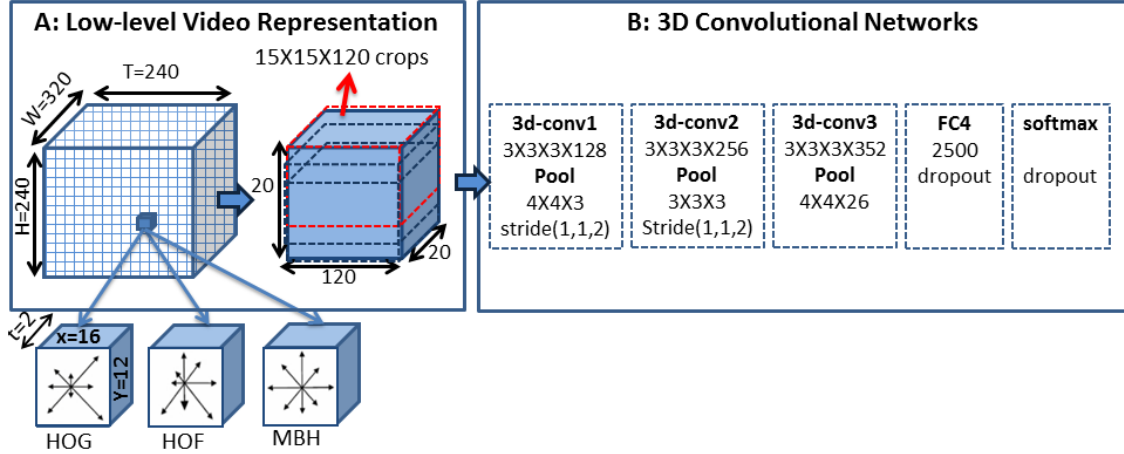 A: Low-level Video Representation
15X15X120 crops
T=240
W=320
H=240
20
120
20
t=2
x=16
Y=12
HOG
HOF
MBH
B: 3D Convolutional Networks
3d-conv1
3X3X3X128
Pool
4X4X3
stride(1,1,2)
3d-conv2
3X3X3X256
Pool
3X3X3
Stride(1,1,2)
3d-conv3
3X3X3X352
Pool
4X4X26
FC4
2500
dropout
softmax
dropout